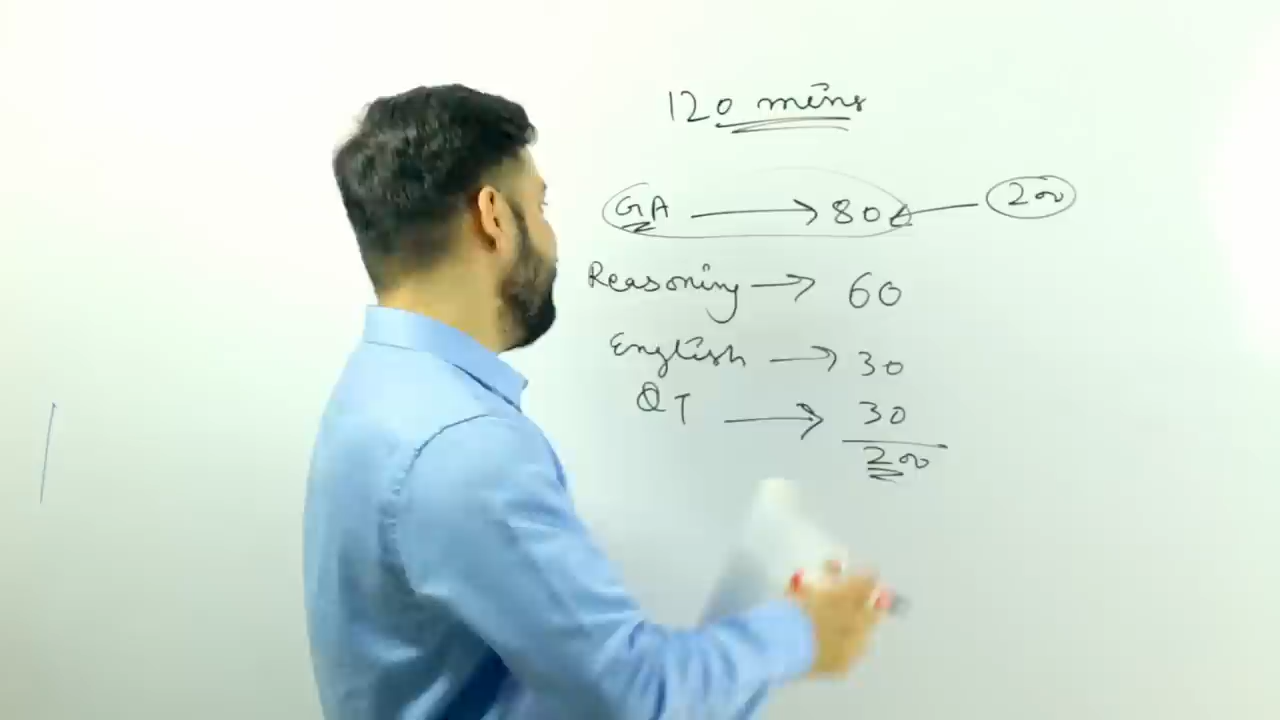 120 mins
GA → 80 ← 200
Reasoning → 60
English → 30
QT → 30
200